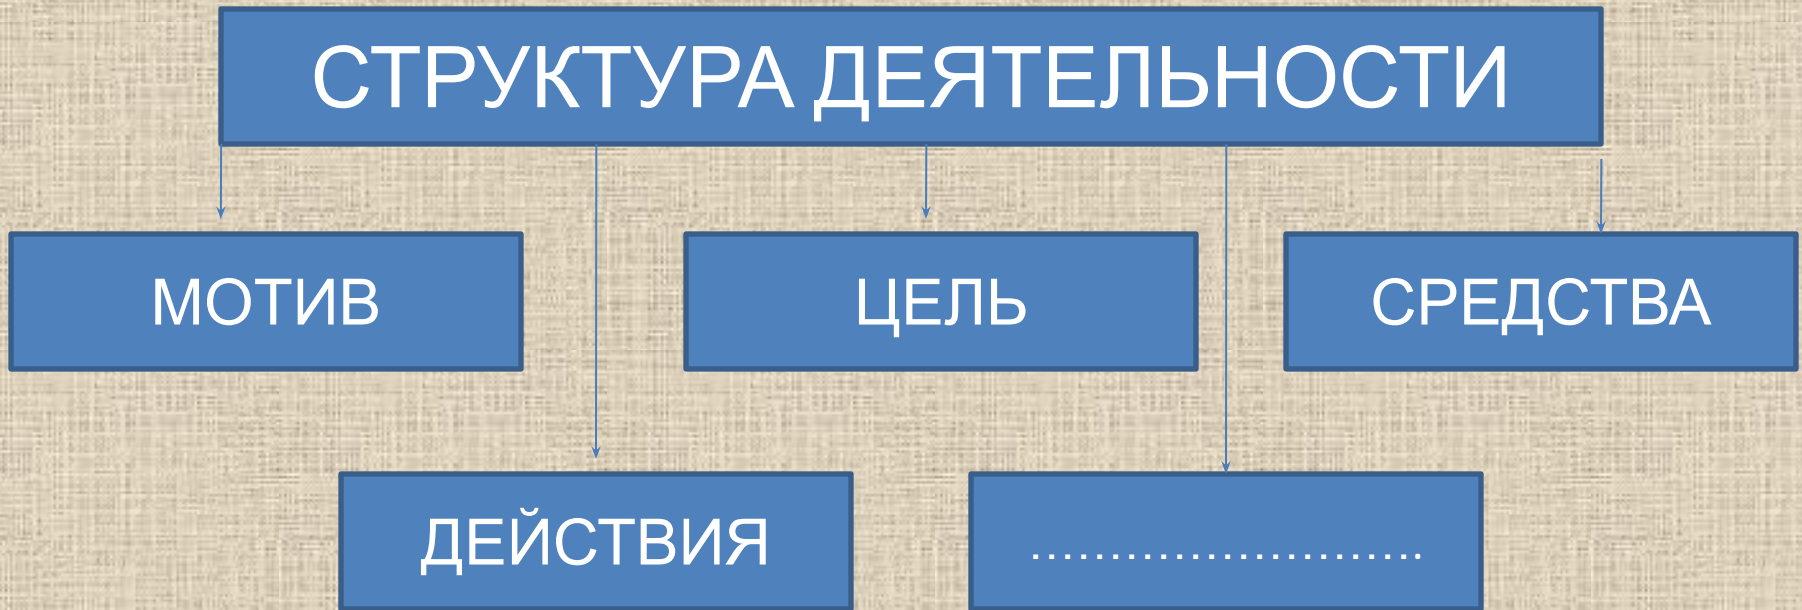 СТРУКТУРА ДЕЯТЕЛЬНОСТИ
МОТИВ
ЦЕЛЬ
СРЕДСТВА
ДЕЙСТВИЯ
……………………….